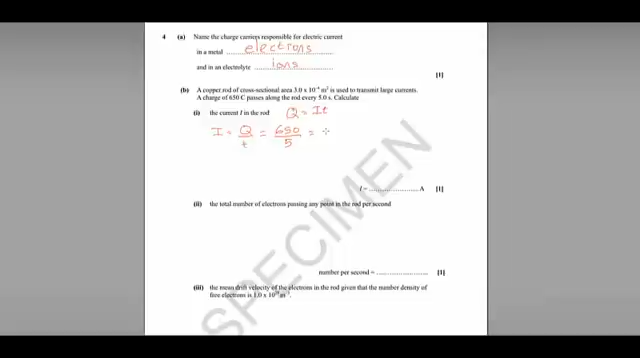 4 (a) Name the charge carriers responsible for electric current
in a metal electrons
and in an electrolyte ions
[1]
(b) A copper rod of cross-sectional area 3.0 x 10⁻⁴ m² is used to transmit large currents.
A charge of 650 C passes along the rod every 5.0 s. Calculate
(i) the current I in the rod Q = It
I = Q/t = 650/5 =
I = .................... A [1]
(ii) the total number of electrons passing any point in the rod per second
number per second = .................... [1]
(iii) the mean drift velocity of the electrons in the rod given that the number density of
free electrons is 1.0 x 10 m⁻³.
SPECIMEN